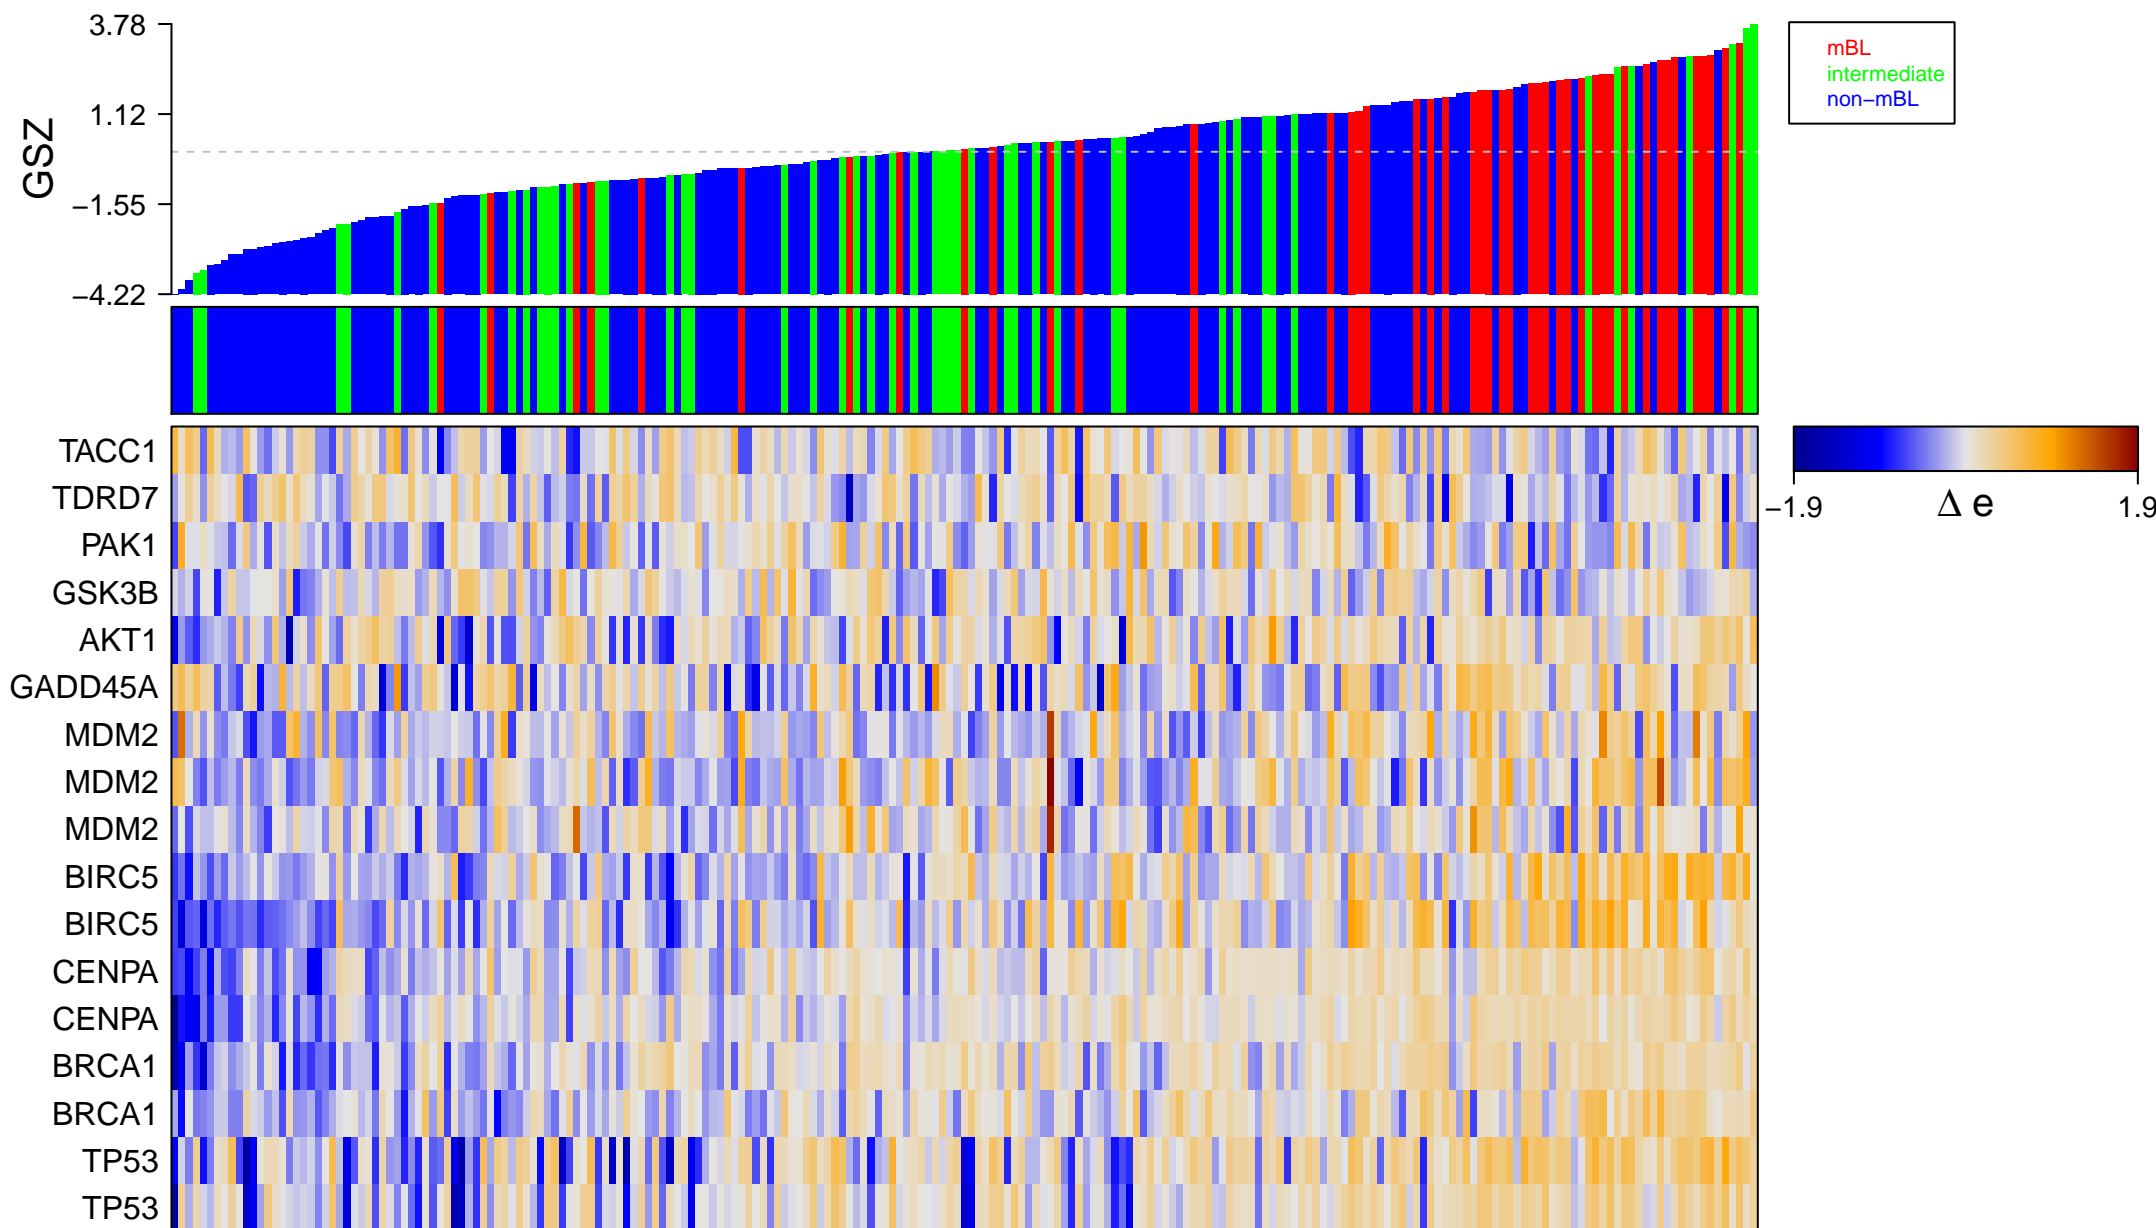 3.78
1.12
−1.55
−4.22
GSZ
mBL
intermediate
non−mBL
TACC1
TDRD7
PAK1
GSK3B
AKT1
GADD45A
MDM2
MDM2
MDM2
BIRC5
BIRC5
CENPA
CENPA
BRCA1
BRCA1
TP53
TP53
−1.9
Δ e
1.9